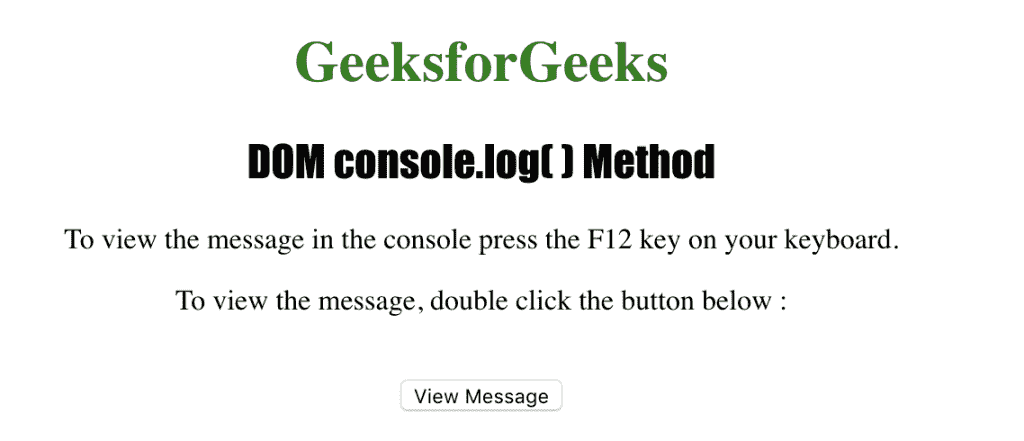 GeeksforGeeks
DOM console.log( ) Method
To view the message in the console press the F12 key on your keyboard.
To view the message, double click the button below :
View Message